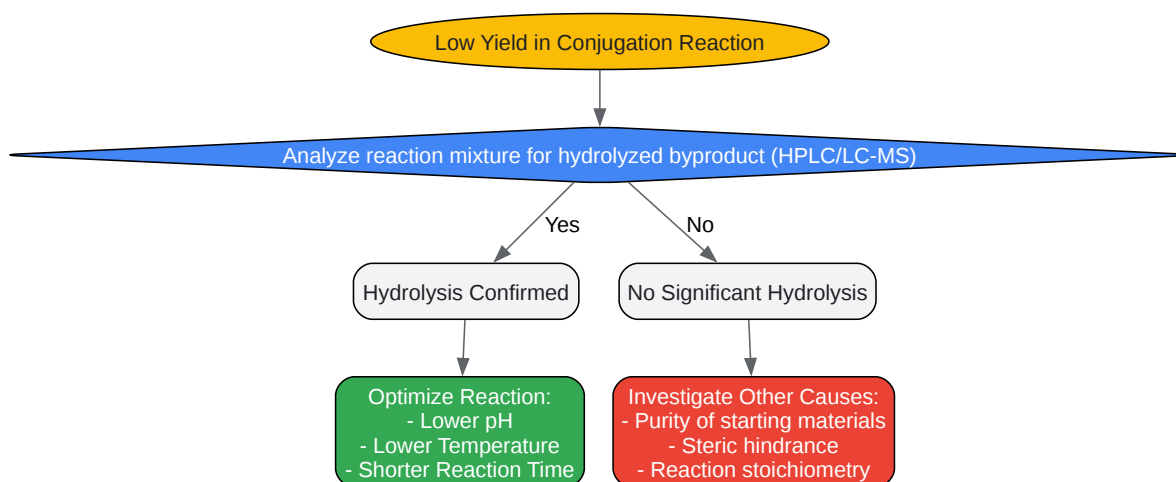 Low Yield in Conjugation Reaction
Analyze reaction mixture for hydrolyzed byproduct (HPLC/LC-MS)
Yes
No
Hydrolysis Confirmed
No Significant Hydrolysis
Optimize Reaction:
- Lower pH
- Lower Temperature
- Shorter Reaction Time
Investigate Other Causes:
- Purity of starting materials
- Steric hindrance
- Reaction stoichiometry